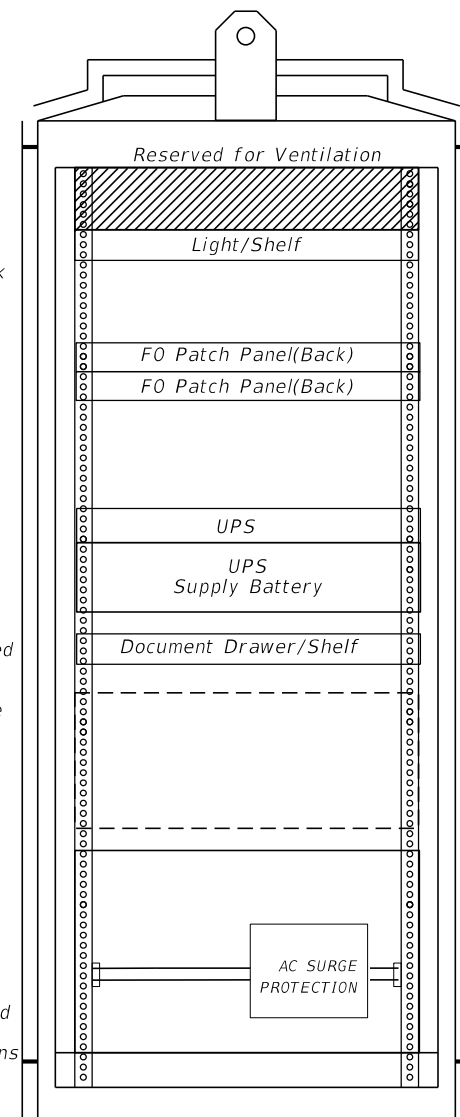 Reserved for Ventilation
Light/Shelf
FO Patch Panel(Back)
FO Patch Panel(Back)
UPS
UPS
Supply Battery
Document Drawer/Shelf
AC SURGE
PROTECTION